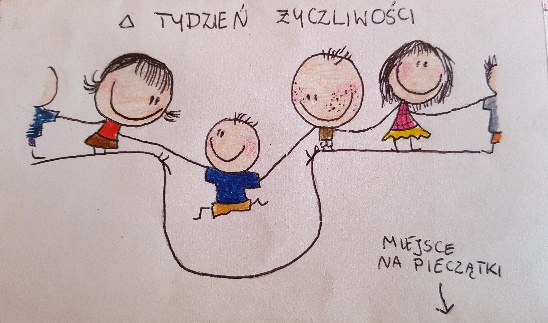 △ TYDZIEŃ ŻYCZLIWOŚCI
MIEJSCE
NA PIECZĄTKI